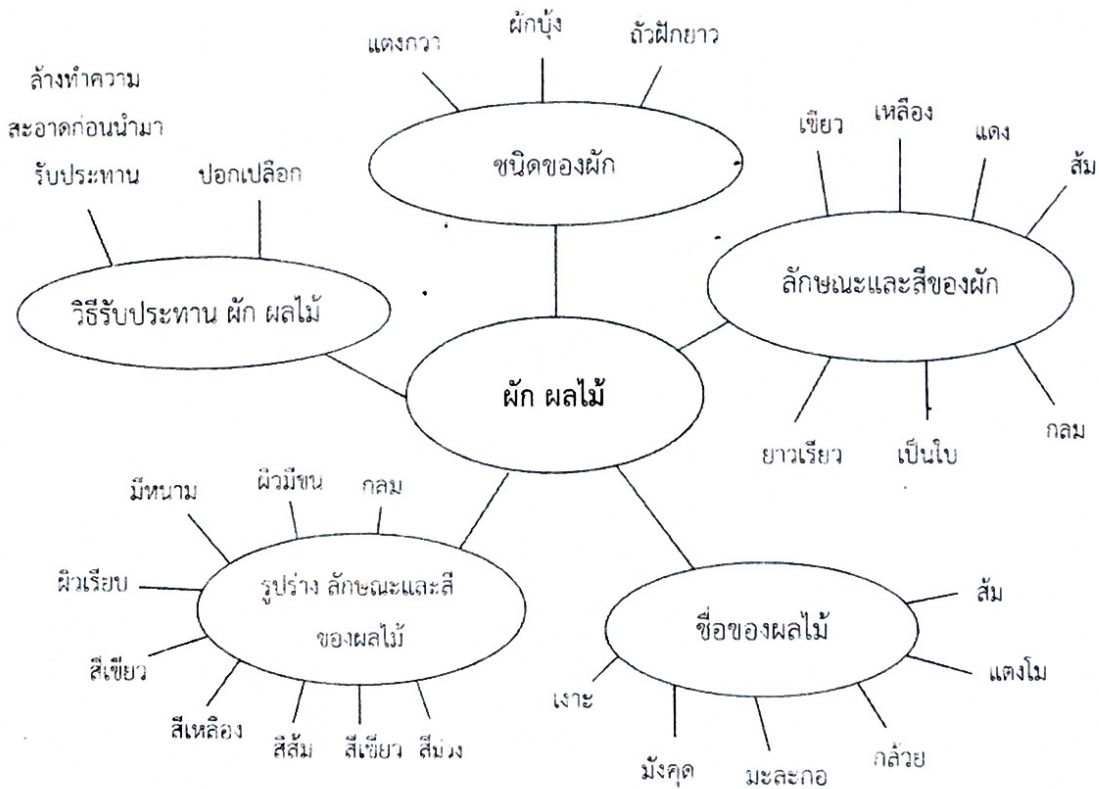 แตงกวา
ผักบุ้ง
ถั่วฝักยาว
ชนิดของผัก
ล้างทำความ
สะอาดก่อนนำมา
รับประทาน
ปอกเปลือก
วิธีรับประทาน ผัก ผลไม้
เขียว
เหลือง
แดง
ส้ม
ลักษณะและสีของผัก
ยาวเรียว
เป็นใบ
กลม
ผัก ผลไม้
มีหนาม
ผิวมีขน
กลม
ผิวเรียบ
รูปร่าง ลักษณะและสี
ของผลไม้
สีเขียว
สีเหลือง
สีส้ม
สีเขียว
สีม่วง
ชื่อของผลไม้
ส้ม
แตงโม
กล้วย
มะละกอ
มังคุด
เงาะ